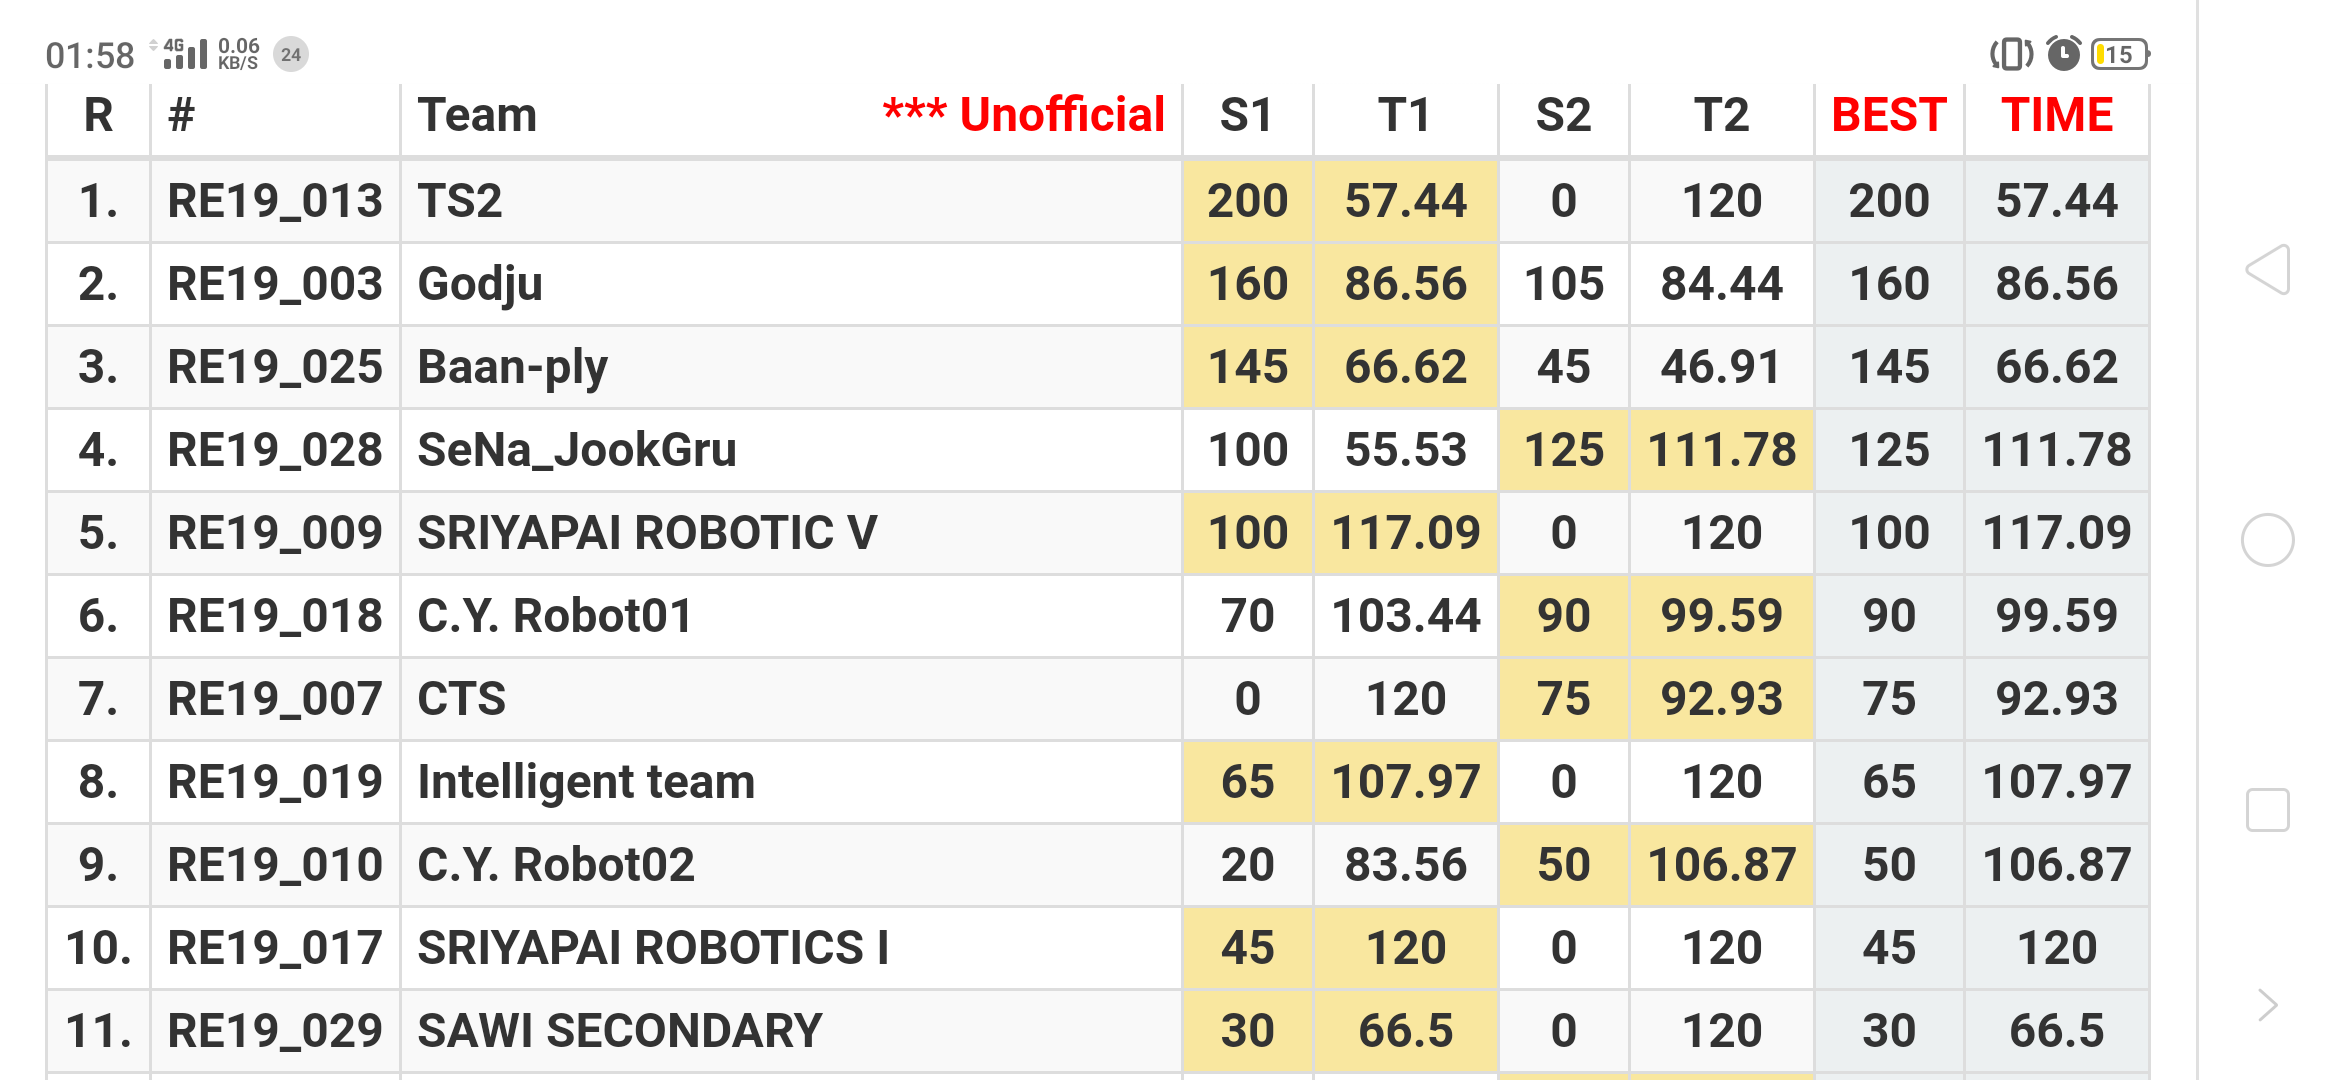 01:58 4G 0.06 KB/S 24 15
R # Team *** Unofficial S1 T1 S2 T2 BEST TIME
1. RE19_013 TS2 200 57.44 0 120 200 57.44
2. RE19_003 Godju 160 86.56 105 84.44 160 86.56
3. RE19_025 Baan-ply 145 66.62 45 46.91 145 66.62
4. RE19_028 SeNa_JookGru 100 55.53 125 111.78 125 111.78
5. RE19_009 SRIYAPAI ROBOTIC V 100 117.09 0 120 100 117.09
6. RE19_018 C.Y. Robot01 70 103.44 90 99.59 90 99.59
7. RE19_007 CTS 0 120 75 92.93 75 92.93
8. RE19_019 Intelligent team 65 107.97 0 120 65 107.97
9. RE19_010 C.Y. Robot02 20 83.56 50 106.87 50 106.87
10. RE19_017 SRIYAPAI ROBOTICS I 45 120 0 120 45 120
11. RE19_029 SAWI SECONDARY 30 66.5 0 120 30 66.5